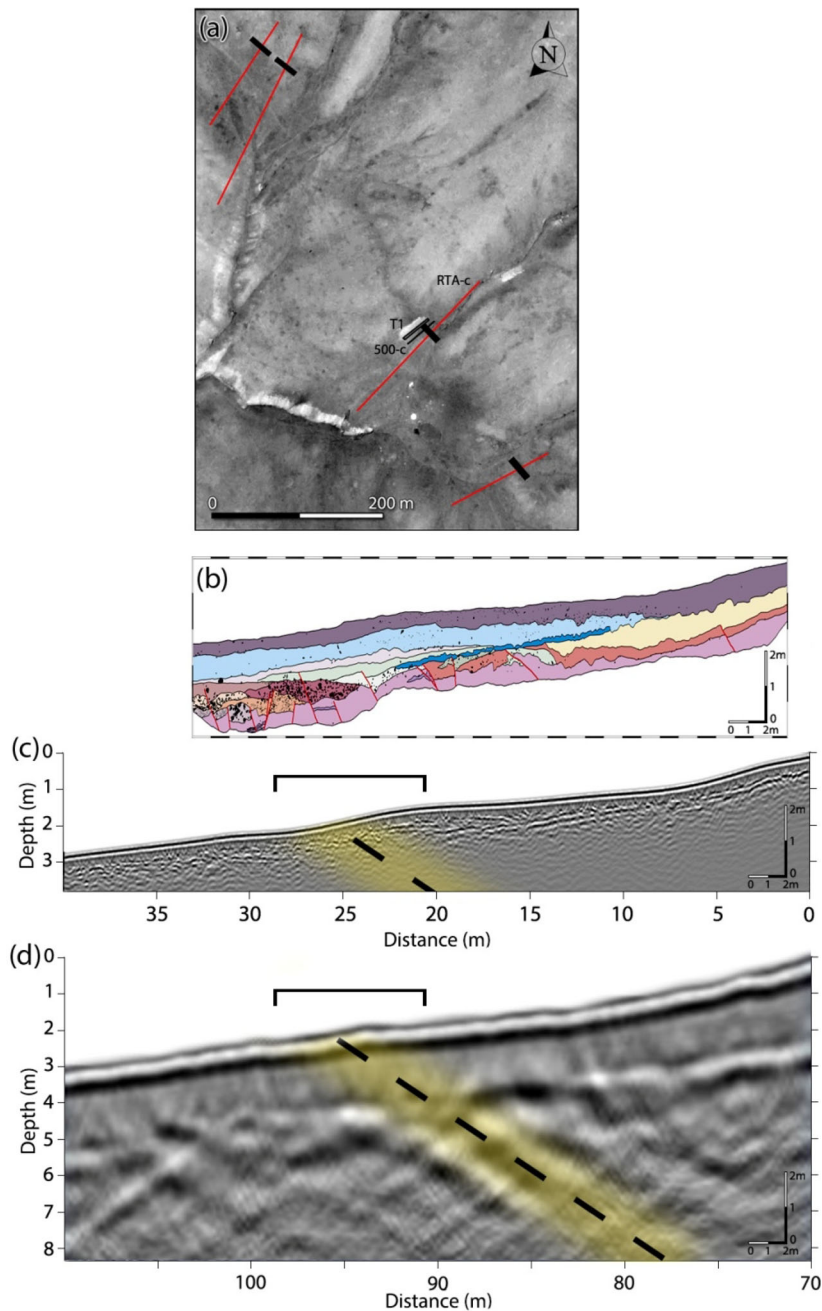 (a)
N
RTA-c
T1
500-c
0 200 m
(b)
2m
1
0
0 1 2m
(c)
0
1
2
3
Depth (m)
2m
1
0
0 1 2m
35 30 25 20 15 10 5 0
Distance (m)
(d)
0
1
2
3
4
5
6
7
8
Depth (m)
2m
1
0
0 1 2m
100 90 80 70
Distance (m)